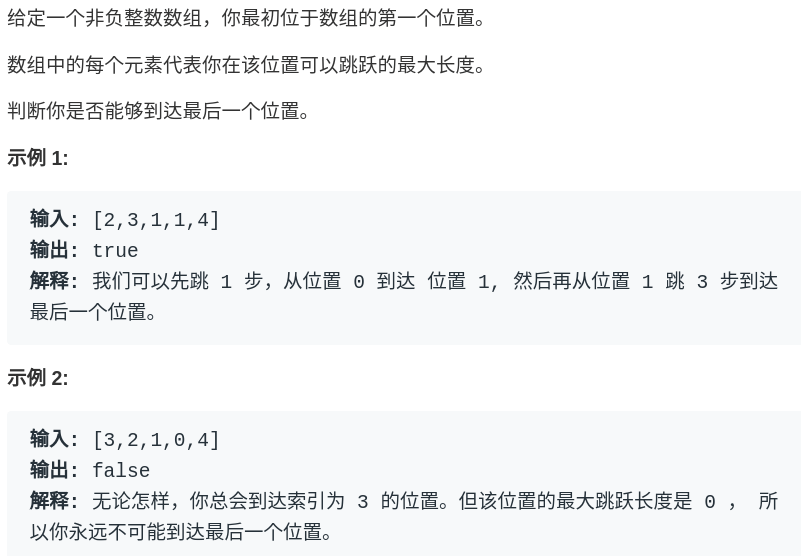 给定一个非负整数数组，你最初位于数组的第一个位置。
数组中的每个元素代表你在该位置可以跳跃的最大长度。
判断你是否能够到达最后一个位置。
示例 1:
输入: [2,3,1,1,4]
输出: true
解释: 我们可以先跳 1 步，从位置 0 到达 位置 1, 然后再从位置 1 跳 3 步到达
最后一个位置。
示例 2:
输入: [3,2,1,0,4]
输出: false
解释: 无论怎样，你总会到达索引为 3 的位置。但该位置的最大跳跃长度是 0 ， 所
以你永远不可能到达最后一个位置。